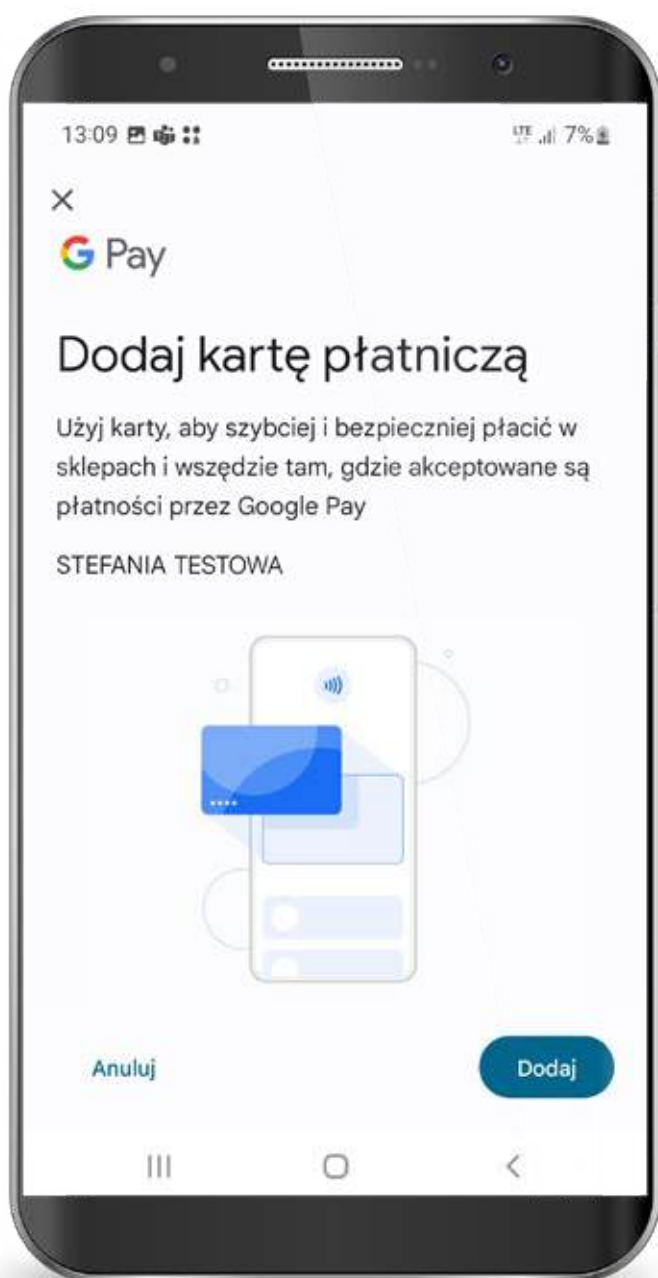 13:09
LTE 7%
G Pay
Dodaj kartę płatniczą
Użyj karty, aby szybciej i bezpieczniej płacić w
sklepach i wszędzie tam, gdzie akceptowane są
płatności przez Google Pay
STEFANIA TESTOWA
Anuluj
Dodaj